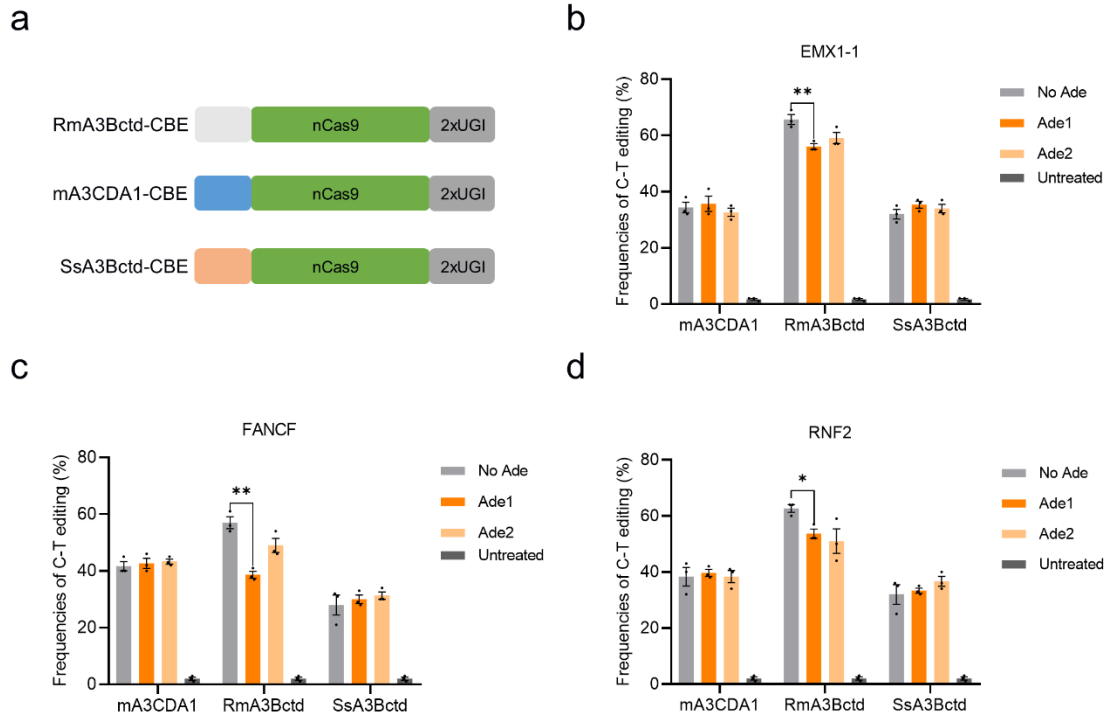 a
RmA3Bctd-CBE nCas9 2xUGI
mA3CDA1-CBE nCas9 2xUGI
SsA3Bctd-CBE nCas9 2xUGI
b
EMX1-1
Frequencies of C-T editing (%)
80
60
40
20
0
**
mA3CDA1 RmA3Bctd SsA3Bctd
No Ade
Ade1
Ade2
Untreated
c
FANCF
Frequencies of C-T editing (%)
80
60
40
20
0
**
mA3CDA1 RmA3Bctd SsA3Bctd
No Ade
Ade1
Ade2
Untreated
d
RNF2
Frequencies of C-T editing (%)
80
60
40
20
0
*
mA3CDA1 RmA3Bctd SsA3Bctd
No Ade
Ade1
Ade2
Untreated